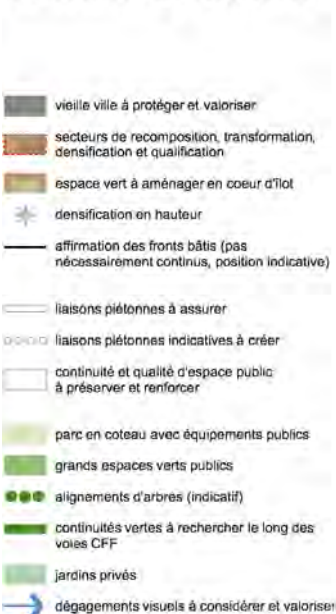 vieille ville à protéger et valoriser
secteurs de recomposition, transformation,
densification et qualification
espace vert à aménager en coeur d'îlot
densification en hauteur
affirmation des fronts bâtis (pas
nécessairement continus, position indicative)
liaisons piétonnes à assurer
liaisons piétonnes indicatives à créer
continuité et qualité d'espace public
à préserver et renforcer
parc en coteau avec équipements publics
grands espaces verts publics
alignements d'arbres (indicatif)
continuités vertes à rechercher le long des
voies CFF
jardins privés
dégagements visuels à considérer et valoriser